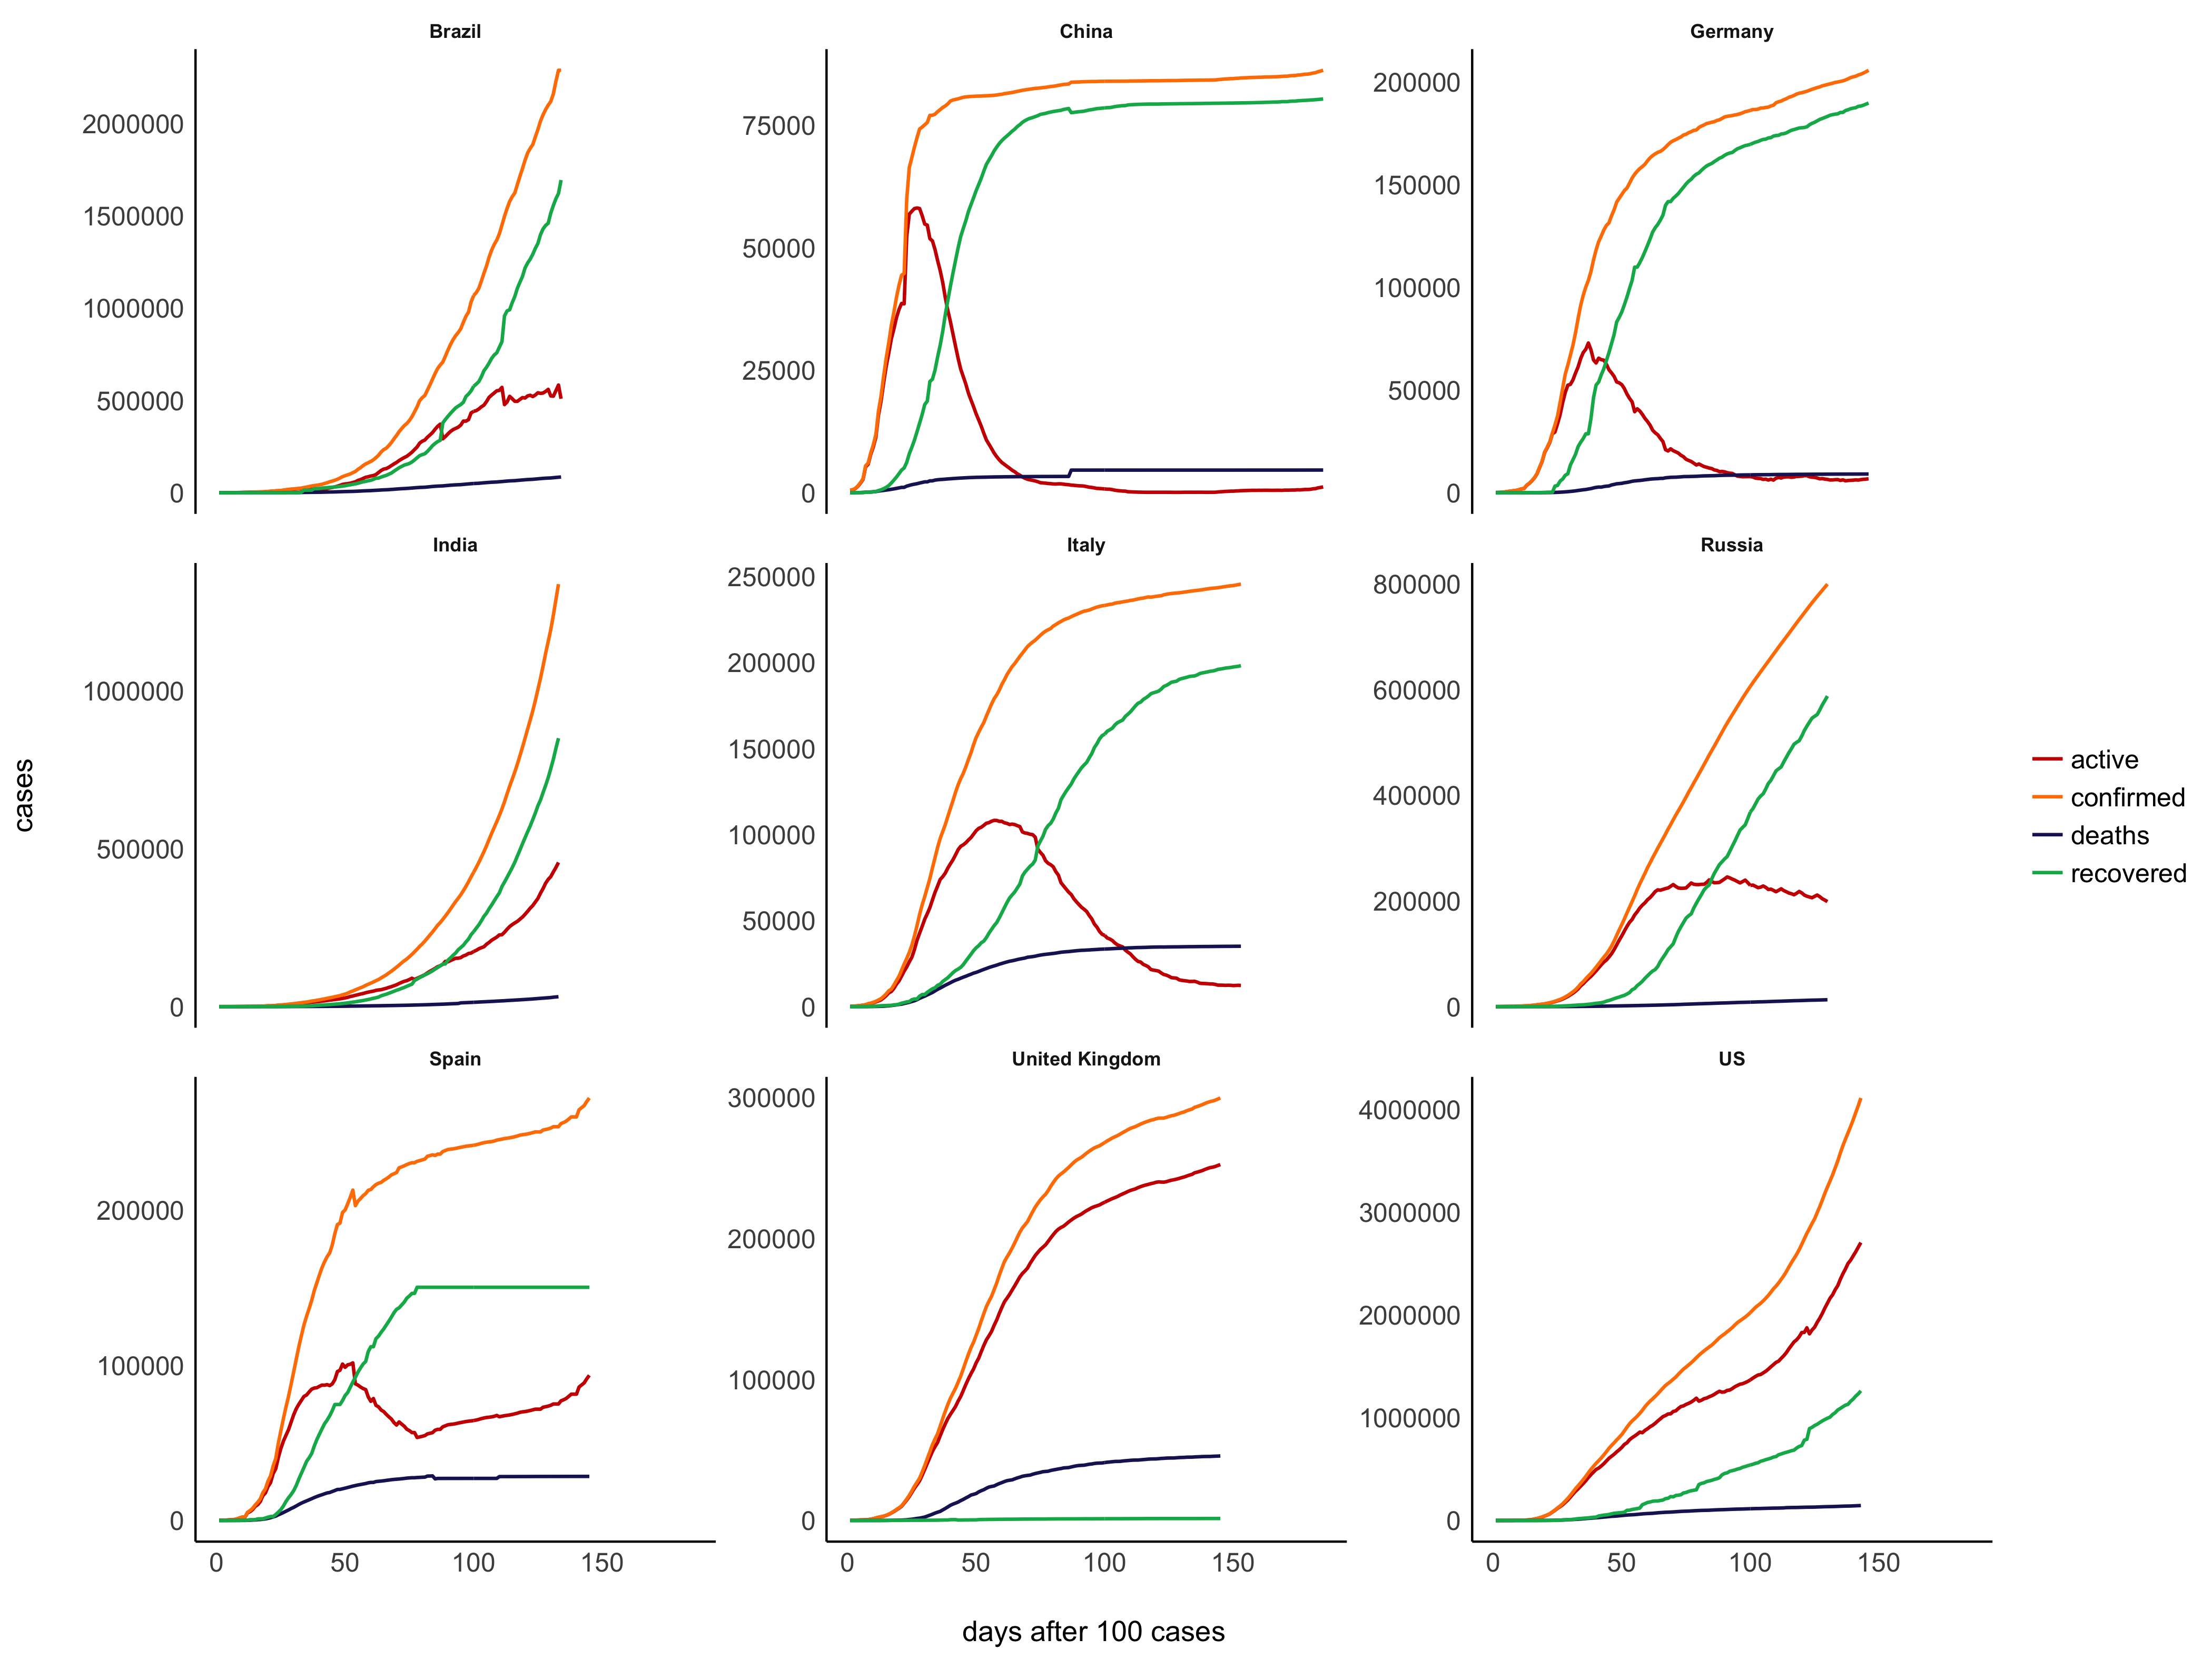 Brazil
China
Germany
2000000
1500000
1000000
500000
0
75000
50000
25000
0
200000
150000
100000
50000
0
India
Italy
Russia
1000000
500000
0
250000
200000
150000
100000
50000
0
800000
600000
400000
200000
0
cases
active
confirmed
deaths
recovered
Spain
United Kingdom
US
200000
100000
0
300000
200000
100000
0
4000000
3000000
2000000
1000000
0
0 50 100 150
0 50 100 150
0 50 100 150
days after 100 cases